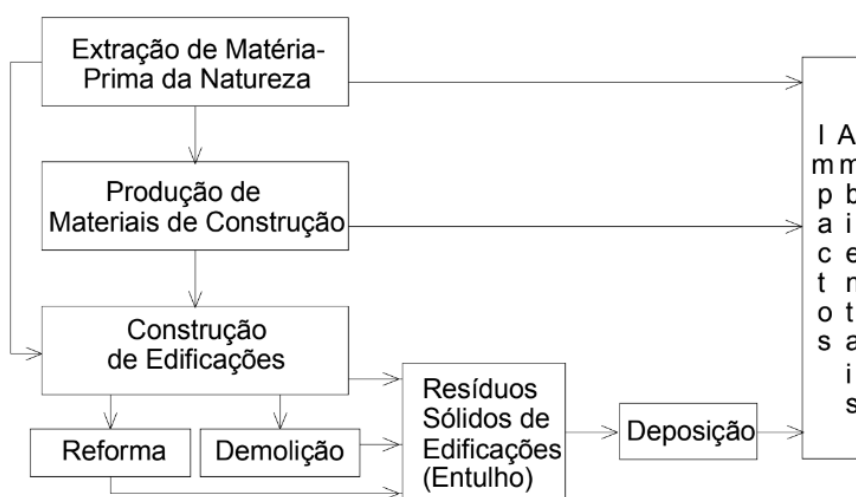 Extração de Matéria-
Prima da Natureza
Produção de
Materiais de Construção
Construção
de Edificações
Reforma
Demolição
Resíduos
Sólidos de
Edificações
(Entulho)
Deposição
Impactos
Ambientais